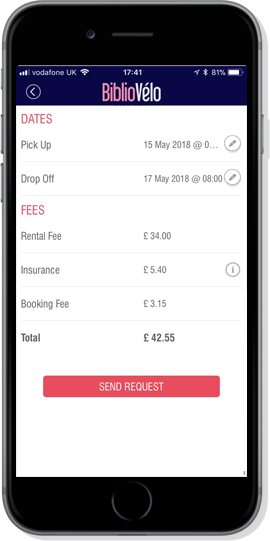 vodafone UK 17:41 81%
BiblioVélo
DATES
Pick Up 15 May 2018 @ 0...
Drop Off 17 May 2018 @ 08:00
FEES
Rental Fee £ 34.00
Insurance £ 5.40 i
Booking Fee £ 3.15
Total £ 42.55
SEND REQUEST